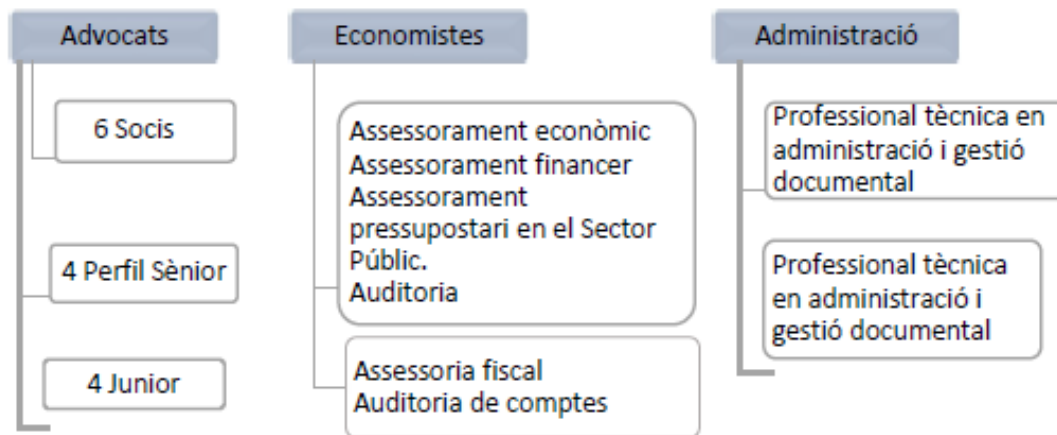 Advocats
6 Socis
4 Perfil Sènior
4 Junior
Economistes
Assessorament econòmic
Assessorament financer
Assessorament
pressupostari en el Sector
Públic.
Auditoria
Assessoria fiscal
Auditoria de comptes
Administració
Professional tècnica en
administració i gestió
documental
Professional tècnica
en administració i
gestió documental